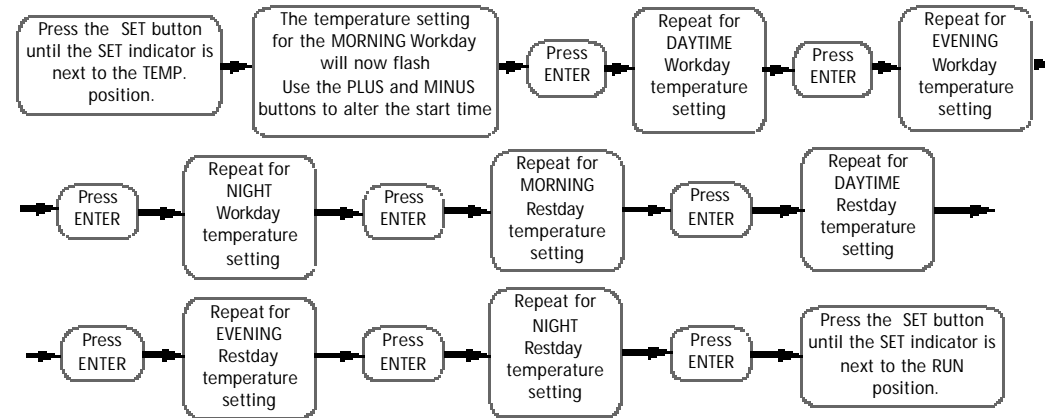 Press the SET button
until the SET indicator is
next to the TEMP.
position.
The temperature setting
for the MORNING Workday
will now flash
Use the PLUS and MINUS
buttons to alter the start time
Press
ENTER
Repeat for
DAYTIME
Workday
temperature
setting
Press
ENTER
Repeat for
EVENING
Workday
temperature
setting
Press
ENTER
Repeat for
NIGHT
Workday
temperature
setting
Press
ENTER
Repeat for
MORNING
Restday
temperature
setting
Press
ENTER
Repeat for
DAYTIME
Restday
temperature
setting
Press
ENTER
Repeat for
EVENING
Restday
temperature
setting
Press
ENTER
Repeat for
NIGHT
Restday
temperature
setting
Press
ENTER
Press the SET button
until the SET indicator is
next to the RUN
position.